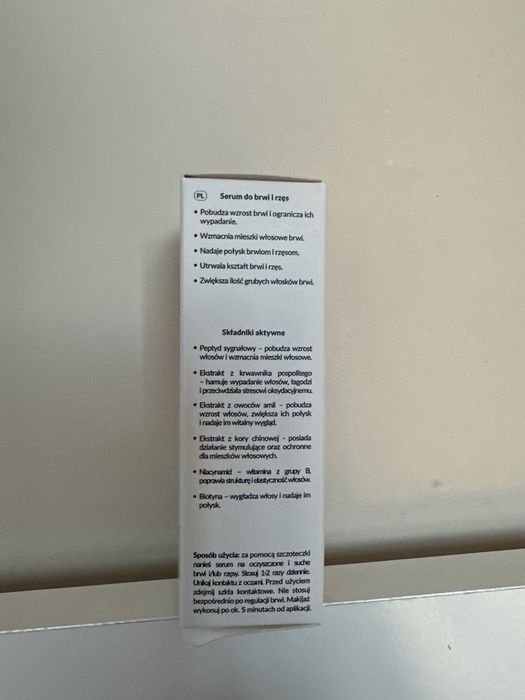 PL Serum do brwi i rzęs
• Pobudza wzrost brwi i ogranicza ich
wypadanie.
• Wzmacnia mieszki włosowe brwi.
• Nadaje połysk brwiom i rzęsom.
• Utrwala kształt brwi i rzęs.
• Zwiększa ilość grubych włosków brwi.
Składniki aktywne
• Peptyd sygnałowy – pobudza wzrost
włosów i wzmacnia mieszki włosowe.
• Ekstrakt z krwawnika pospolitego
– hamuje wypadanie włosów, łagodzi
i przeciwdziała stresowi oksydacyjnemu.
• Ekstrakt z owoców amli – pobudza
wzrost włosów, zwiększa ich połysk
i nadaje im witalny wygląd.
• Ekstrakt z kory chinowej - posiada
działanie stymulujące oraz ochronne
dla mieszków włosowych.
• Niacynamid – witamina z grupy B,
poprawia strukturę i elastyczność włosów.
• Biotyna – wygładza włosy i nadaje im
połysk.
Sposób użycia: za pomocą szczoteczki
nanieś serum na oczyszczone i suche
brwi i/lub rzęsy. Stosuj 1-2 razy dziennie.
Unikaj kontaktu z oczami. Przed użyciem
zdejmij szkła kontaktowe. Nie stosuj
bezpośrednio po regulacji brwi. Makijaż
wykonuj po ok. 5 minutach od aplikacji.